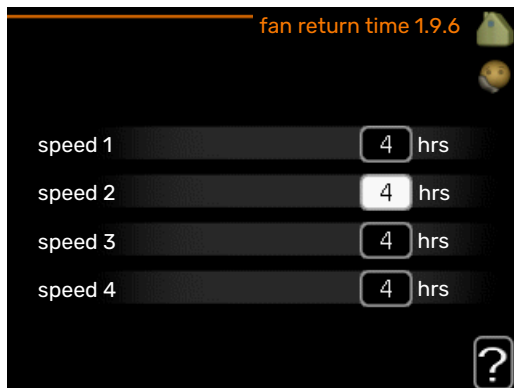 fan return time 1.9.6
speed 1 4 hrs
speed 2 4 hrs
speed 3 4 hrs
speed 4 4 hrs
?